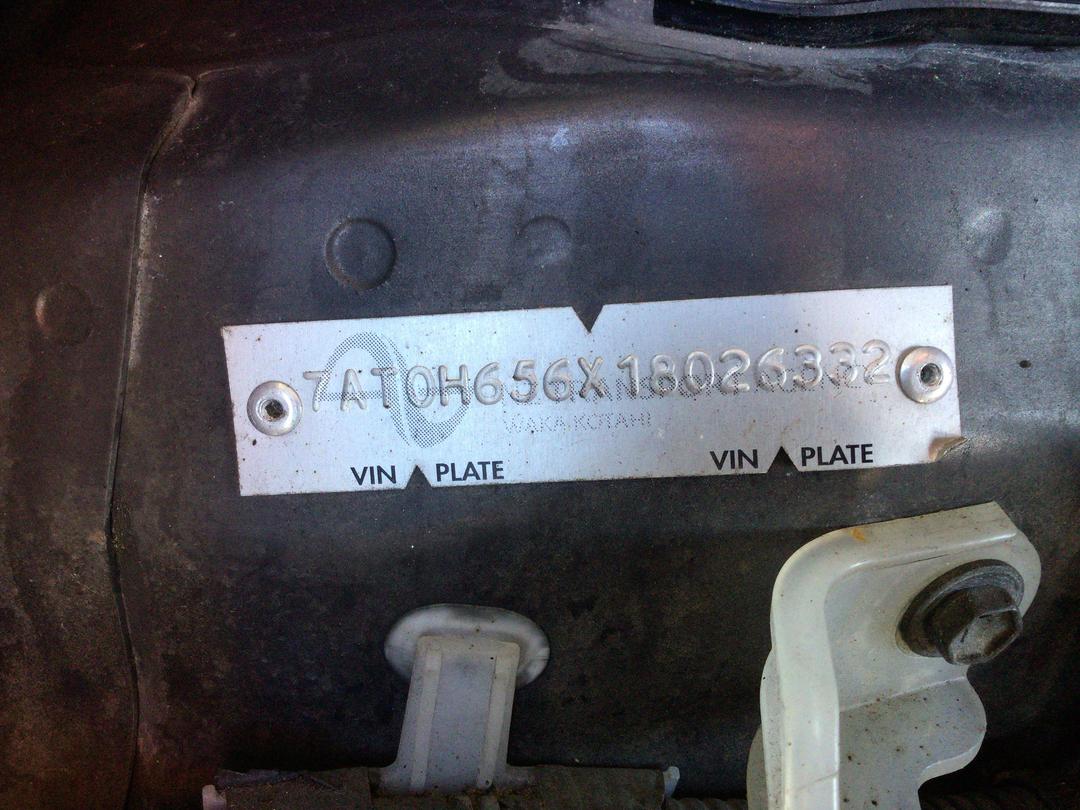 7AT0H656X18026332
WAKA KOTAHI
VIN PLATE VIN PLATE